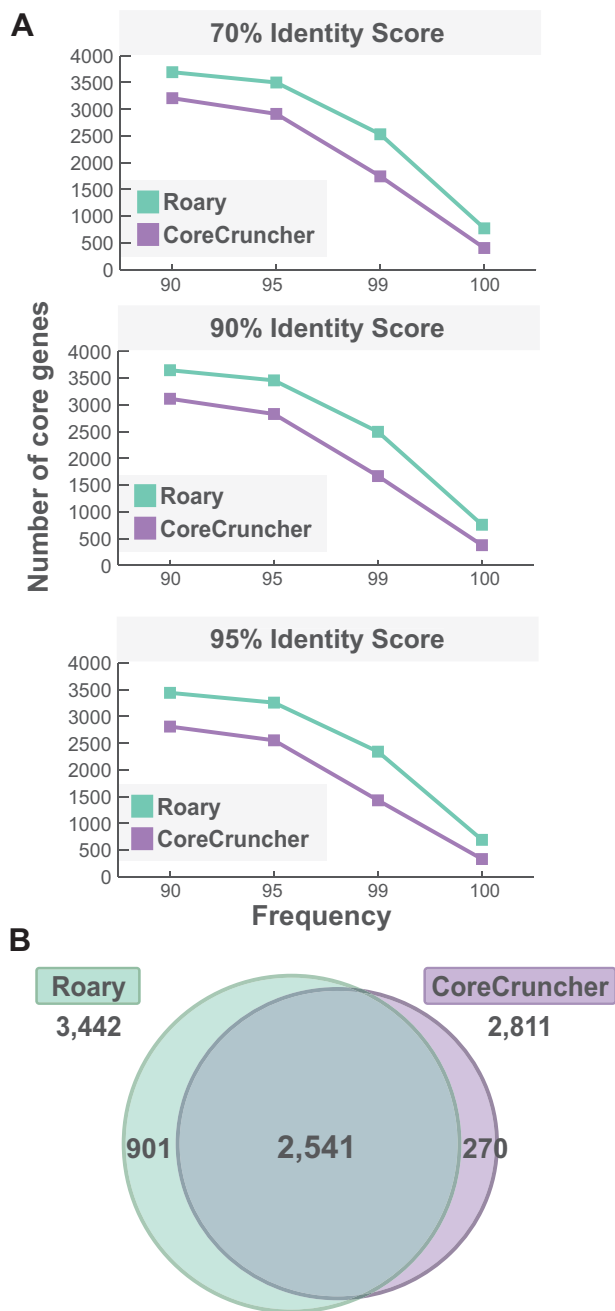 A
70% Identity Score
4000
3500
3000
2500
2000
1500
1000
500
0
Roary
CoreCruncher
90 95 99 100
Number of core genes
90% Identity Score
4000
3500
3000
2500
2000
1500
1000
500
0
Roary
CoreCruncher
90 95 99 100
95% Identity Score
4000
3500
3000
2500
2000
1500
1000
500
0
Roary
CoreCruncher
90 95 99 100
Frequency
B
Roary CoreCruncher
3,442 2,811
901 2,541 270